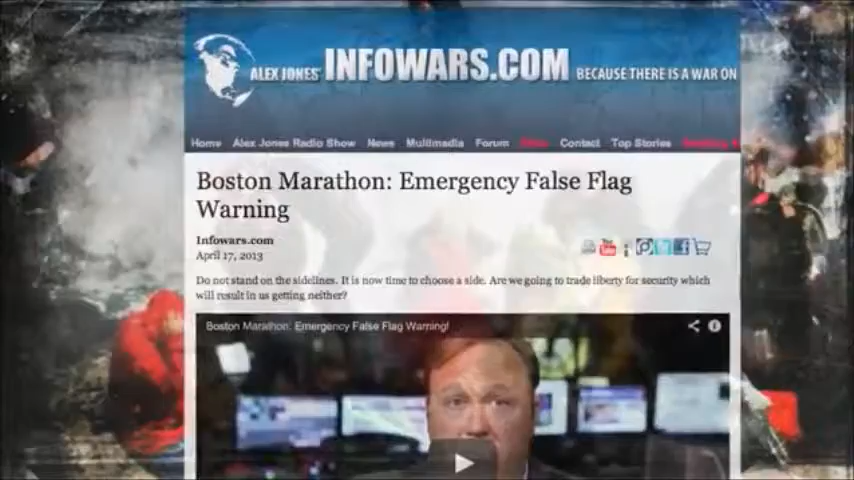 ALEX JONES' INFOWARS.COM BECAUSE THERE IS A WAR ON
Home Alex Jones Radio Show News Multimedia Forum Contact Top Stories
Boston Marathon: Emergency False Flag
Warning
Infowars.com
April 17, 2013
You Tube
Do not stand on the sidelines. It is now time to choose a side. Are we going to trade liberty for security which
will result in us getting neither?
Boston Marathon: Emergency False Flag Warning!